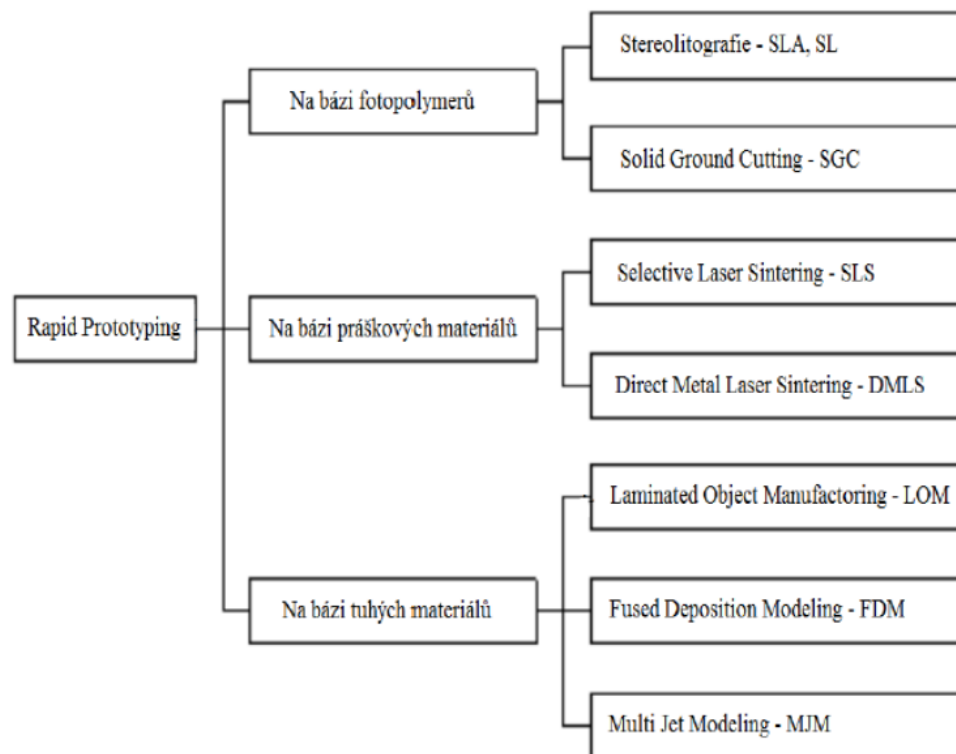 Rapid Prototyping
Na bázi fotopolymerů
Stereolitografie - SLA, SL
Solid Ground Cutting - SGC
Na bázi práškových materiálů
Selective Laser Sintering - SLS
Direct Metal Laser Sintering - DMLS
Na bázi tuhých materiálů
Laminated Object Manufactoring - LOM
Fused Deposition Modeling - FDM
Multi Jet Modeling - MJM